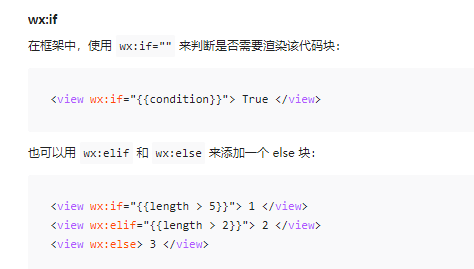 wx:if
在框架中，使用 wx:if="" 来判断是否需要渲染该代码块：
<view wx:if="{{condition}}"> True </view>
也可以用 wx:elif 和 wx:else 来添加一个 else 块：
<view wx:if="{{length > 5}}"> 1 </view>
<view wx:elif="{{length > 2}}"> 2 </view>
<view wx:else> 3 </view>